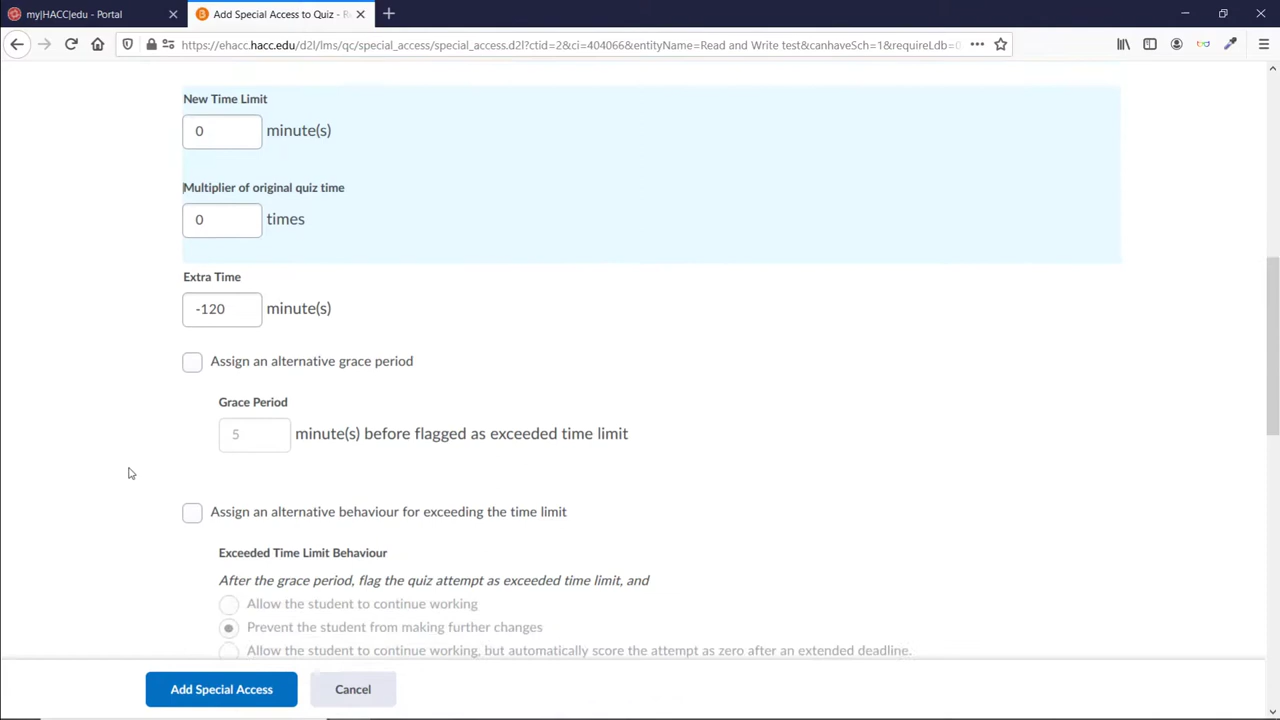 my|HACC|edu - Portal
Add Special Access to Quiz - R
https://ehacc.hacc.edu/d2l/lms/qc/special_access/special_access.d2l?ctid=2&ci=404066&entityName=Read and Write test&canhaveSch=1&requireLdb=
New Time Limit
0 minute(s)
Multiplier of original quiz time
0 times
Extra Time
-120 minute(s)
Assign an alternative grace period
Grace Period
5 minute(s) before flagged as exceeded time limit
Assign an alternative behaviour for exceeding the time limit
Exceeded Time Limit Behaviour
After the grace period, flag the quiz attempt as exceeded time limit, and
Allow the student to continue working
Prevent the student from making further changes
Allow the student to continue working, but automatically score the attempt as zero after an extended deadline.
Add Special Access
Cancel